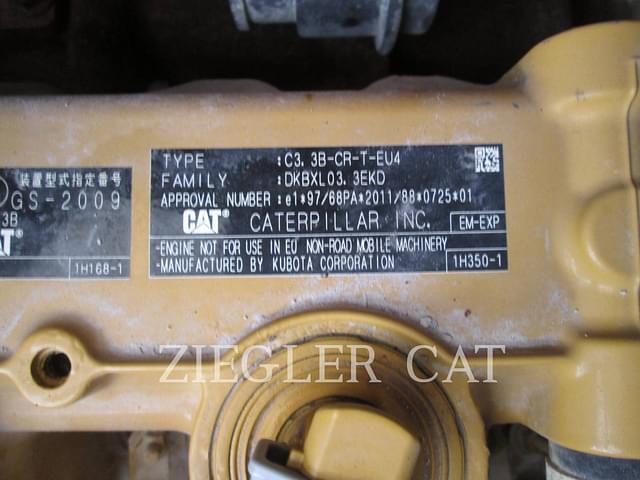 装置型式指定番号
GS-2009
3B
AT
1H168-1
TYPE :C3.3B-CR-T-EU4
FAMILY :DKBXL03.3EKD
APPROVAL NUMBER :e1*97/68PA*2011/88*0725*01
CAT CATERPILLAR INC. EM-EXP
-ENGINE NOT FOR USE IN EC NON-ROAD MOBILE MACHINERY
-MANUFACTURED BY KUBOTA CORPORATION 1H350-1
ZIEGLER CAT